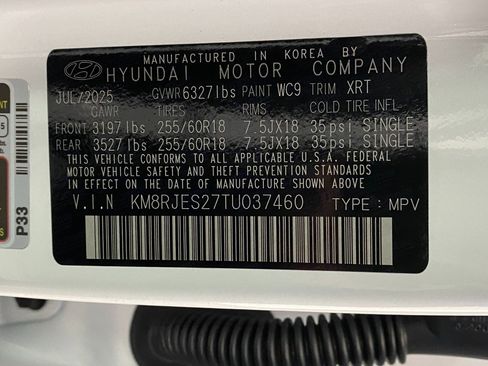 MANUFACTURED IN KOREA BY
HYUNDAI MOTOR COMPANY
JUL/2025 GVWR 6327lbs PAINT WC9 TRIM XRT
GAWR TIRES RIMS COLD TIRE INFL
FRONT 3197lbs 255/60R18 7.5JX18 35psi SINGLE
REAR 3527lbs 255/60R18 7.5JX18 35psi SINGLE
THIS VEHICLE CONFORMS TO ALL APPLICABLE U.S.A. FEDERAL
MOTOR VEHICLE SAFETY, BUMPER, AND THEFT PREVENTION
STANDARDS IN EFFECT ON THE DATE OF MANUFACTURE SHOWN ABOVE.
V.I.N KM8RJES27TU037460 TYPE : MPV
P33